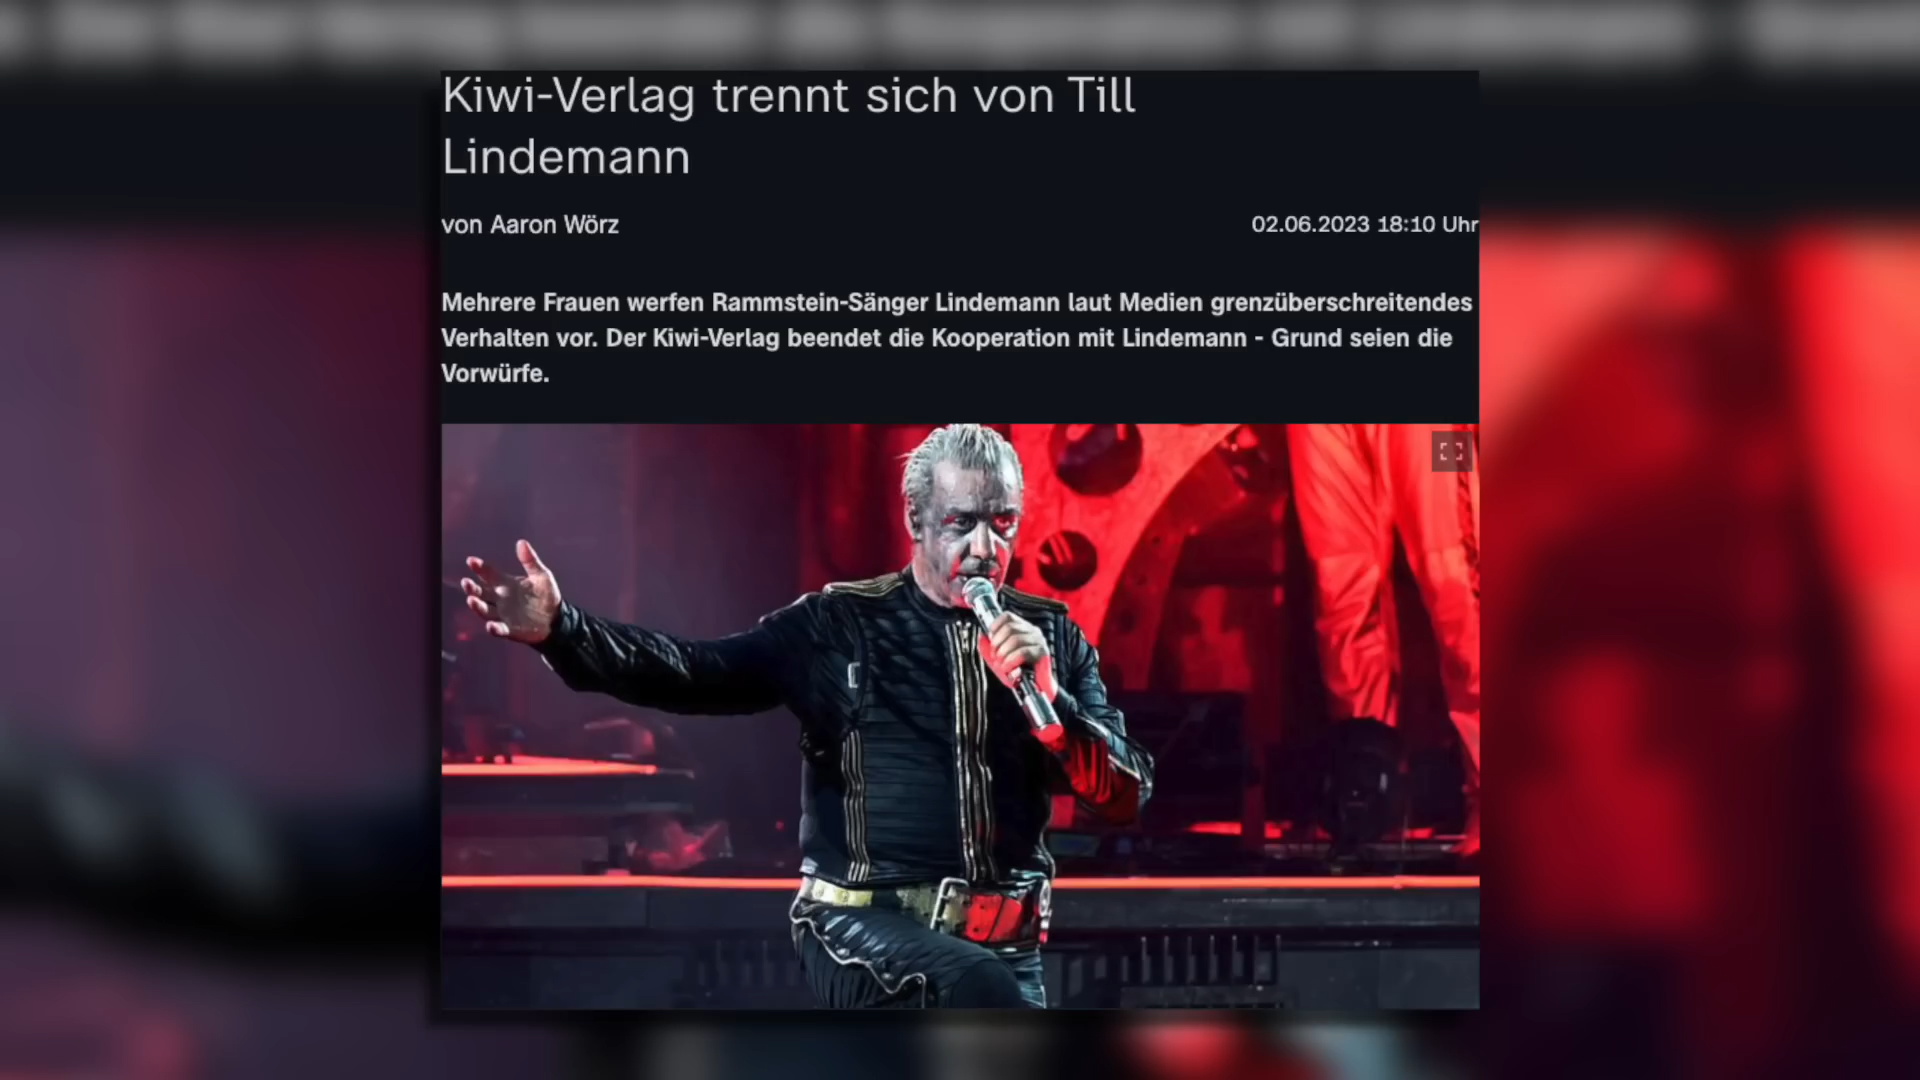 Kiwi-Verlag trennt sich von Till
Lindemann
von Aaron Wörz
02.06.2023 18:10 Uhr
Mehrere Frauen werfen Rammstein-Sänger Lindemann laut Medien grenzüberschreitendes
Verhalten vor. Der Kiwi-Verlag beendet die Kooperation mit Lindemann - Grund seien die
Vorwürfe.